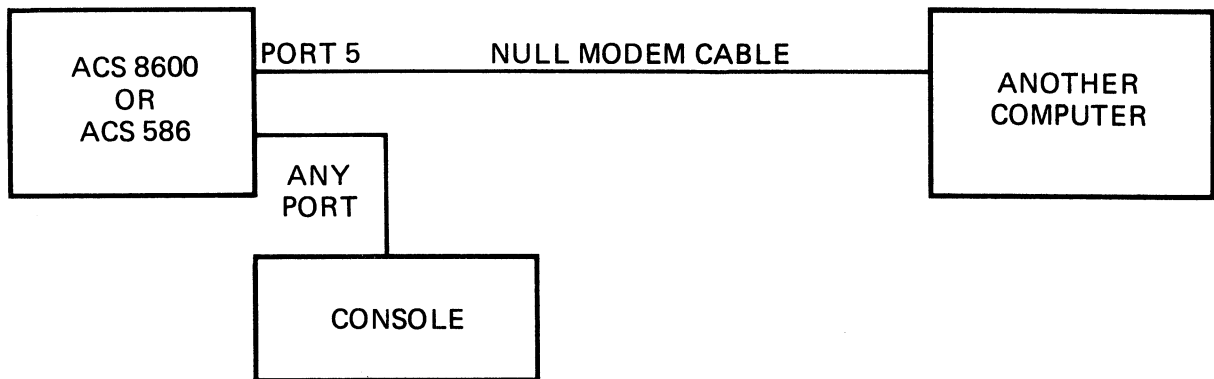 ACS 8600
OR
ACS 586
PORT 5
NULL MODEM CABLE
ANOTHER
COMPUTER
ANY
PORT
CONSOLE